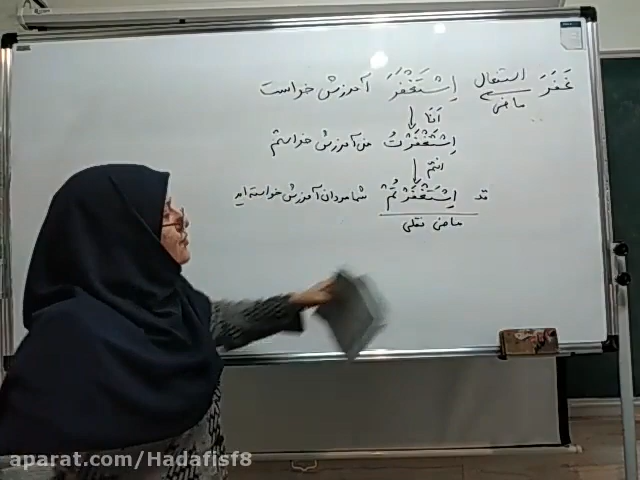 غَفَرَ استفعال ماضی اِسْتَغْفَرَ آمرزش خواست
اَنَا
اِسْتَغْفَرْتُ من آمرزش خواستم
انتم
قد اِسْتَغْفَرْتُمْ شما مردان آمرزش خواسته اید
ماضی نقلی
aparat.com/Hadafisf8